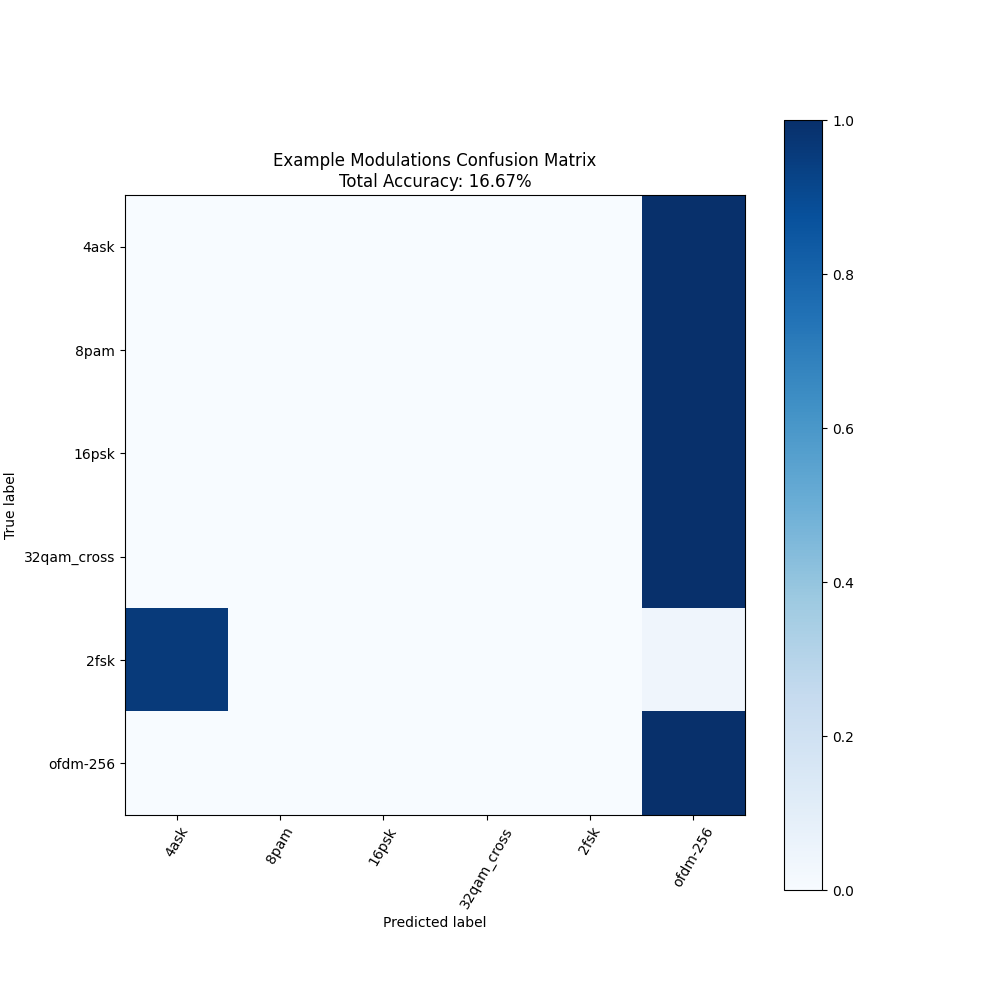 Example Modulations Confusion Matrix
Total Accuracy: 16.67%
True label
4ask
8pam
16psk
32qam_cross
2fsk
ofdm-256
4ask
8pam
16psk
32qam_cross
2fsk
ofdm-256
Predicted label
1.0
0.8
0.6
0.4
0.2
0.0